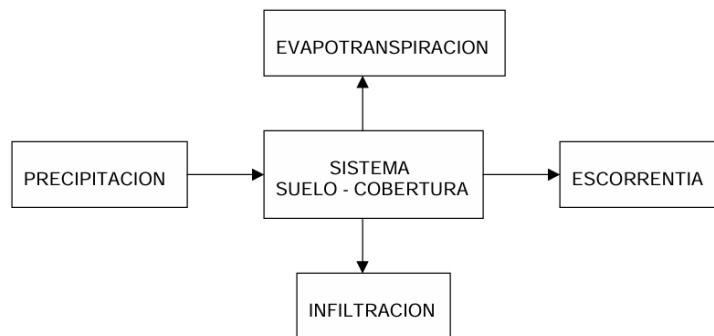 EVAPOTRANSPIRACION
PRECIPITACION
SISTEMA
SUELO - COBERTURA
ESCORRENTIA
INFILTRACION